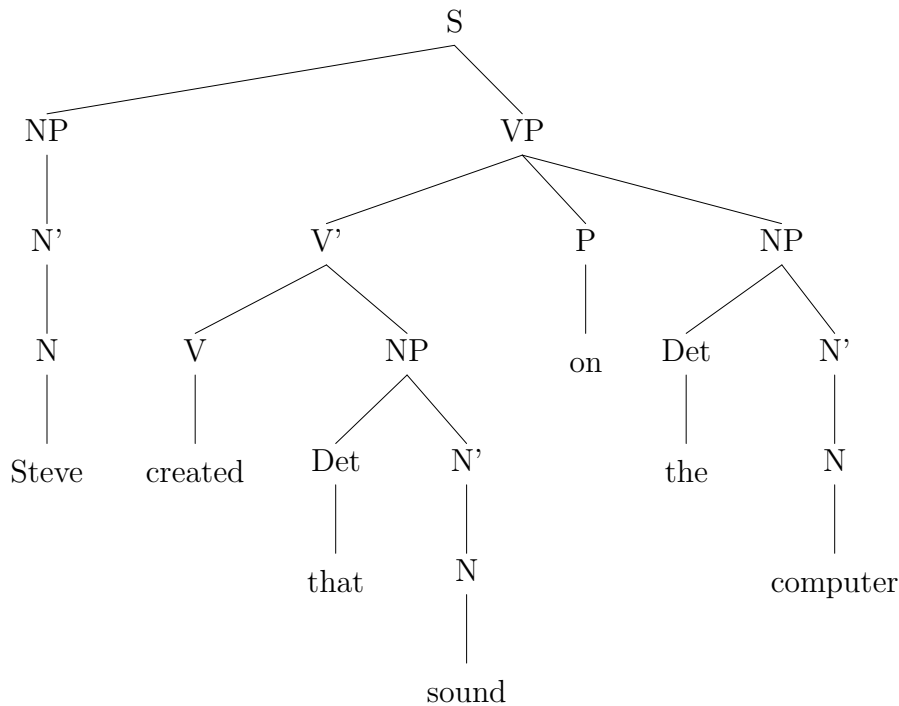 S
NP VP
N' V' P NP
N V NP on Det N'
Steve created Det N' the N
that N computer
sound